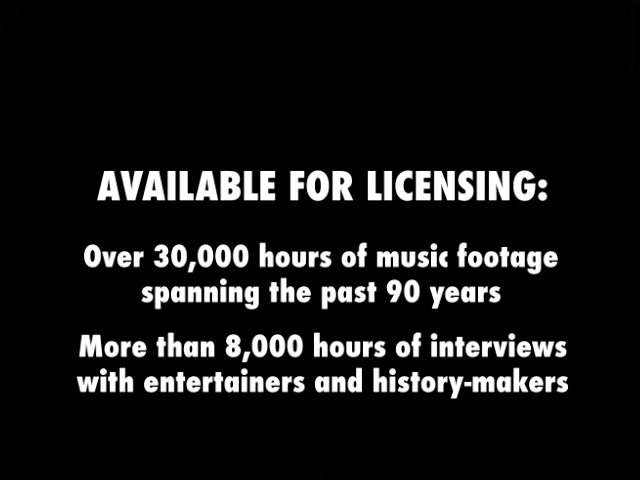 AVAILABLE FOR LICENSING:
Over 30,000 hours of music footage
spanning the past 90 years
More than 8,000 hours of interviews
with entertainers and history-makers